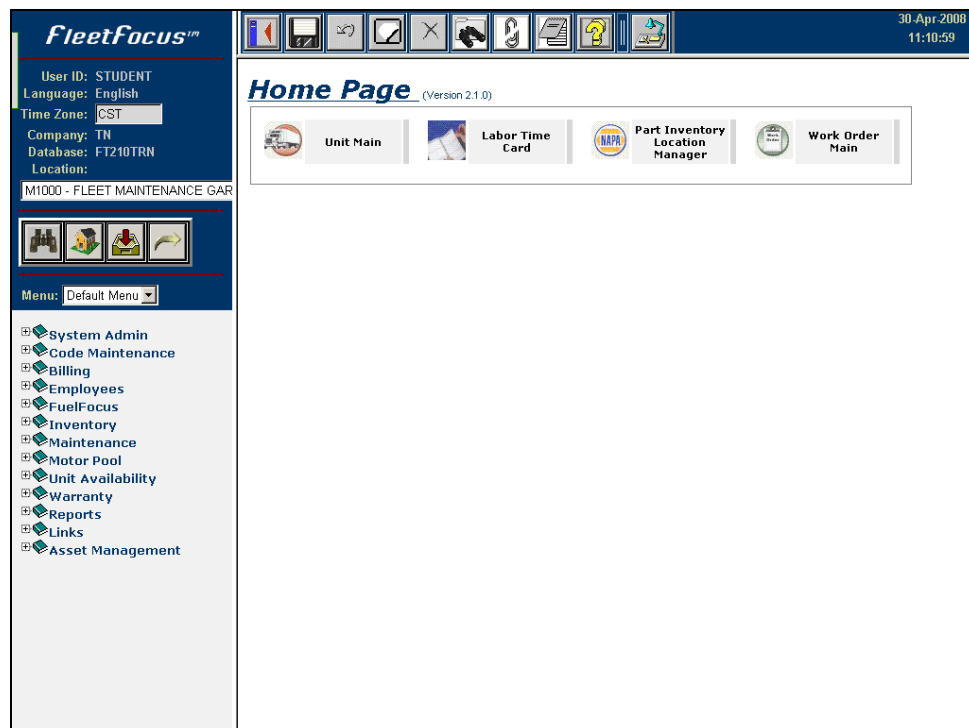 FleetFocus™
30-Apr-2008
11:10:59
User ID: STUDENT
Language: English
Time Zone: CST
Company: TN
Database: FT210TRN
Location:
M1000 - FLEET MAINTENANCE GAR
Menu: Default Menu
System Admin
Code Maintenance
Billing
Employees
FuelFocus
Inventory
Maintenance
Motor Pool
Unit Availability
Warranty
Reports
Links
Asset Management
Home Page (Version 2.1.0)
Unit Main
Labor Time
Card
NAPA
Part Inventory
Location
Manager
Work
Order
Work Order
Main